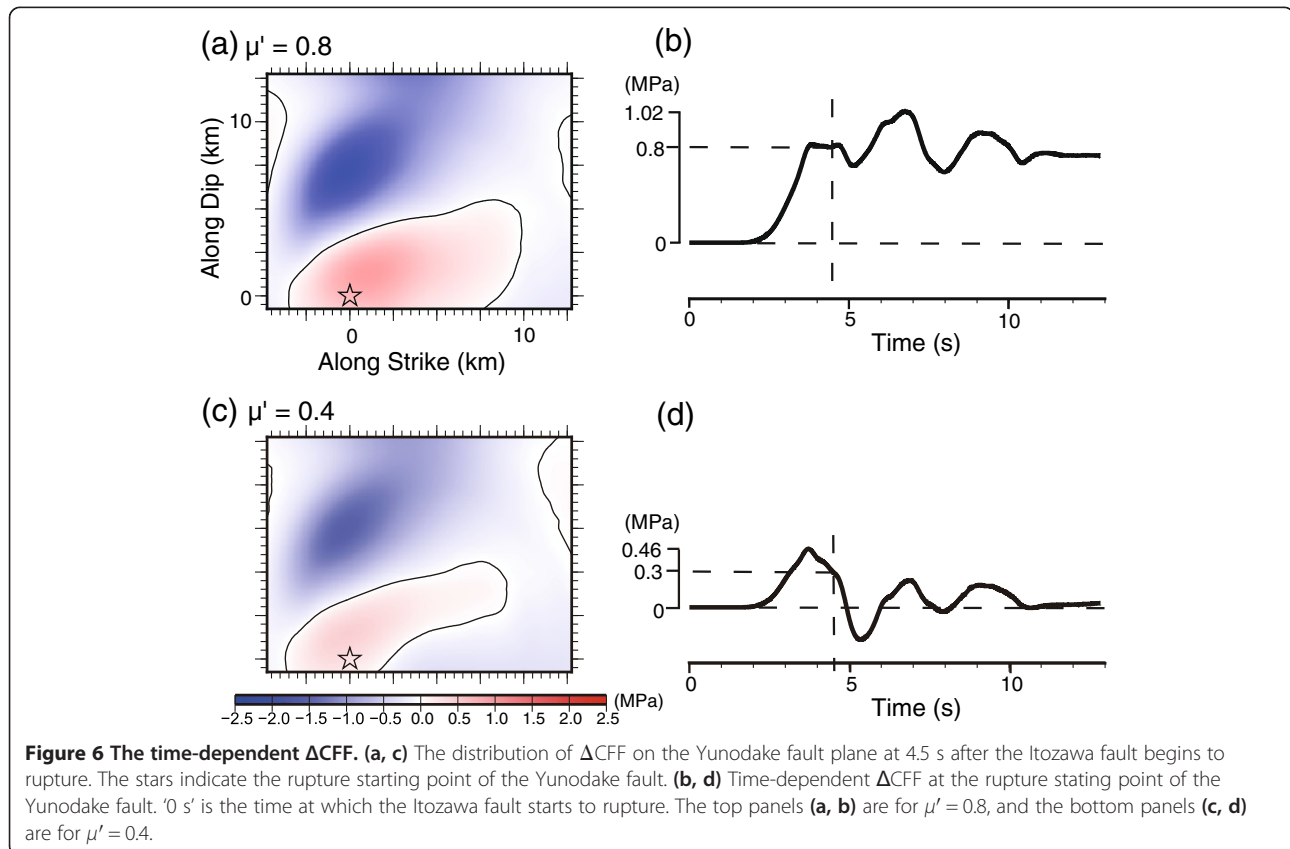 (a) μ' = 0.8
Along Dip (km)
10
0
0
10
Along Strike (km)
(b)
(MPa)
1.02
0.8
0
0
5
10
Time (s)
(c) μ' = 0.4
(MPa)
−2.5 −2.0 −1.5 −1.0 −0.5 0.0 0.5 1.0 1.5 2.0 2.5
(d)
(MPa)
0.46
0.3
0
0
5
10
Time (s)
Figure 6 The time-dependent ΔCFF. (a, c) The distribution of ΔCFF on the Yunodake fault plane at 4.5 s after the Itozawa fault begins to
rupture. The stars indicate the rupture starting point of the Yunodake fault. (b, d) Time-dependent ΔCFF at the rupture stating point of the
Yunodake fault. ‘0 s’ is the time at which the Itozawa fault starts to rupture. The top panels (a, b) are for μ′ = 0.8, and the bottom panels (c, d)
are for μ′ = 0.4.